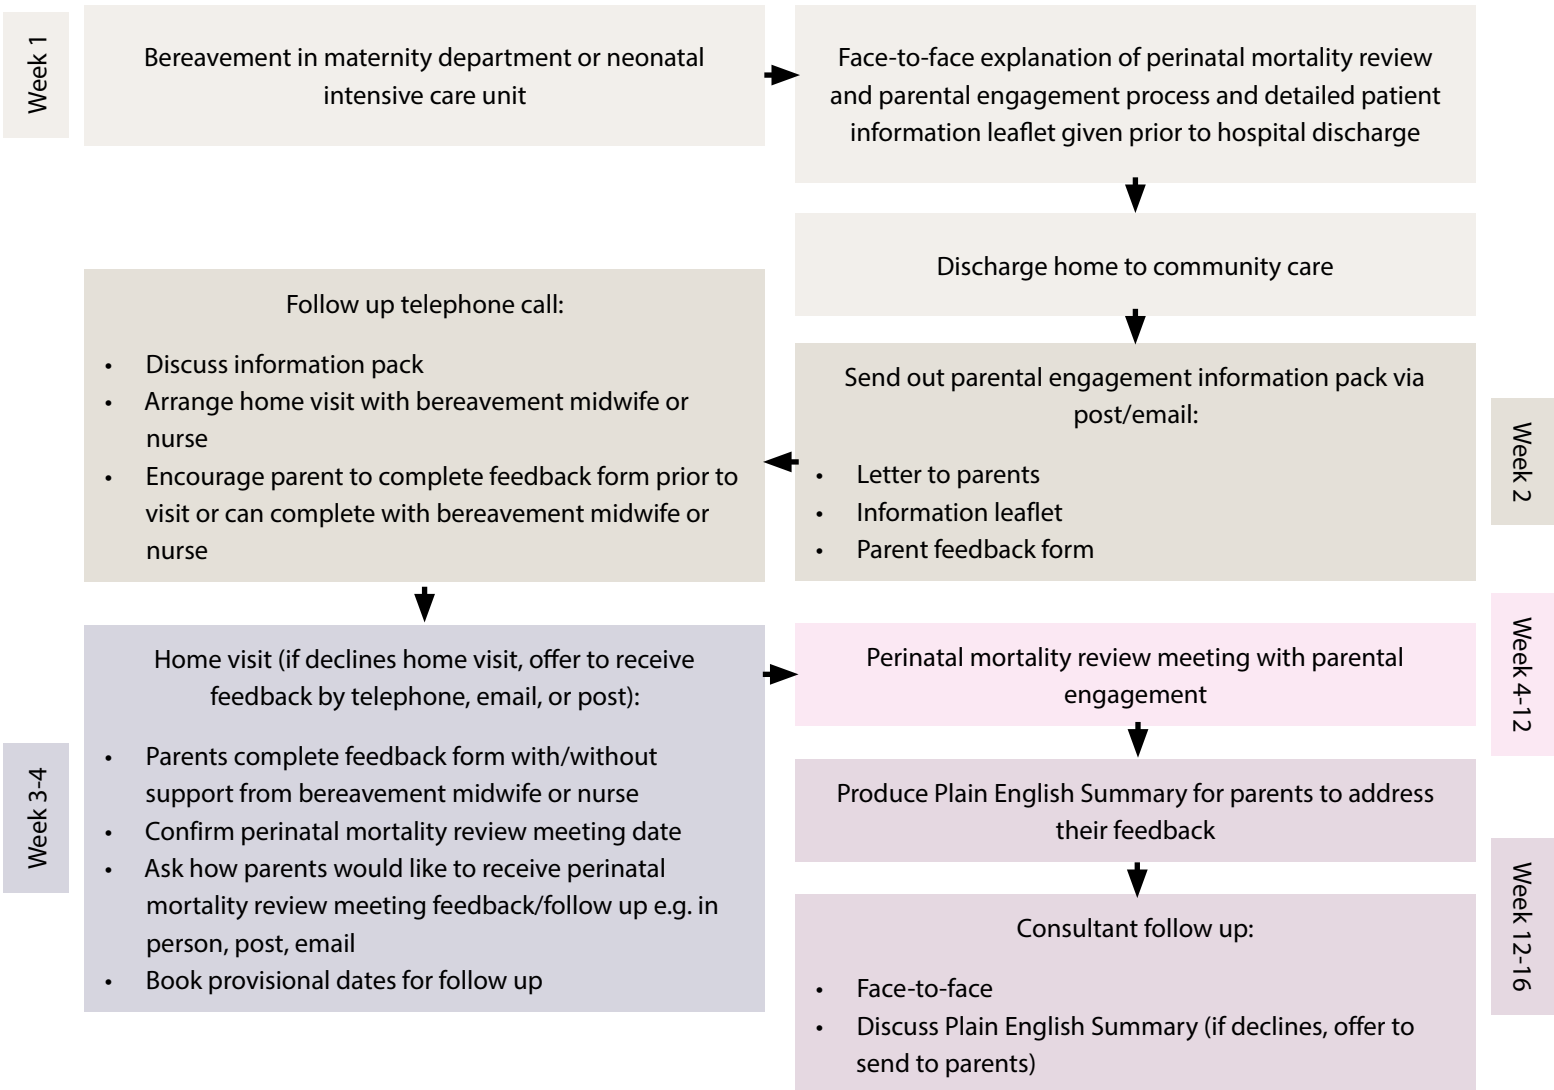 Week 1
Bereavement in maternity department or neonatal
intensive care unit
Face-to-face explanation of perinatal mortality review
and parental engagement process and detailed patient
information leaflet given prior to hospital discharge
Discharge home to community care
Week 2
Send out parental engagement information pack via
post/email:
• Letter to parents
• Information leaflet
• Parent feedback form
Follow up telephone call:
• Discuss information pack
• Arrange home visit with bereavement midwife or
nurse
• Encourage parent to complete feedback form prior to
visit or can complete with bereavement midwife or
nurse
Week 3-4
Home visit (if declines home visit, offer to receive
feedback by telephone, email, or post):
• Parents complete feedback form with/without
support from bereavement midwife or nurse
• Confirm perinatal mortality review meeting date
• Ask how parents would like to receive perinatal
mortality review meeting feedback/follow up e.g. in
person, post, email
• Book provisional dates for follow up
Week 4-12
Perinatal mortality review meeting with parental
engagement
Week 12-16
Produce Plain English Summary for parents to address
their feedback
Consultant follow up:
• Face-to-face
• Discuss Plain English Summary (if declines, offer to
send to parents)